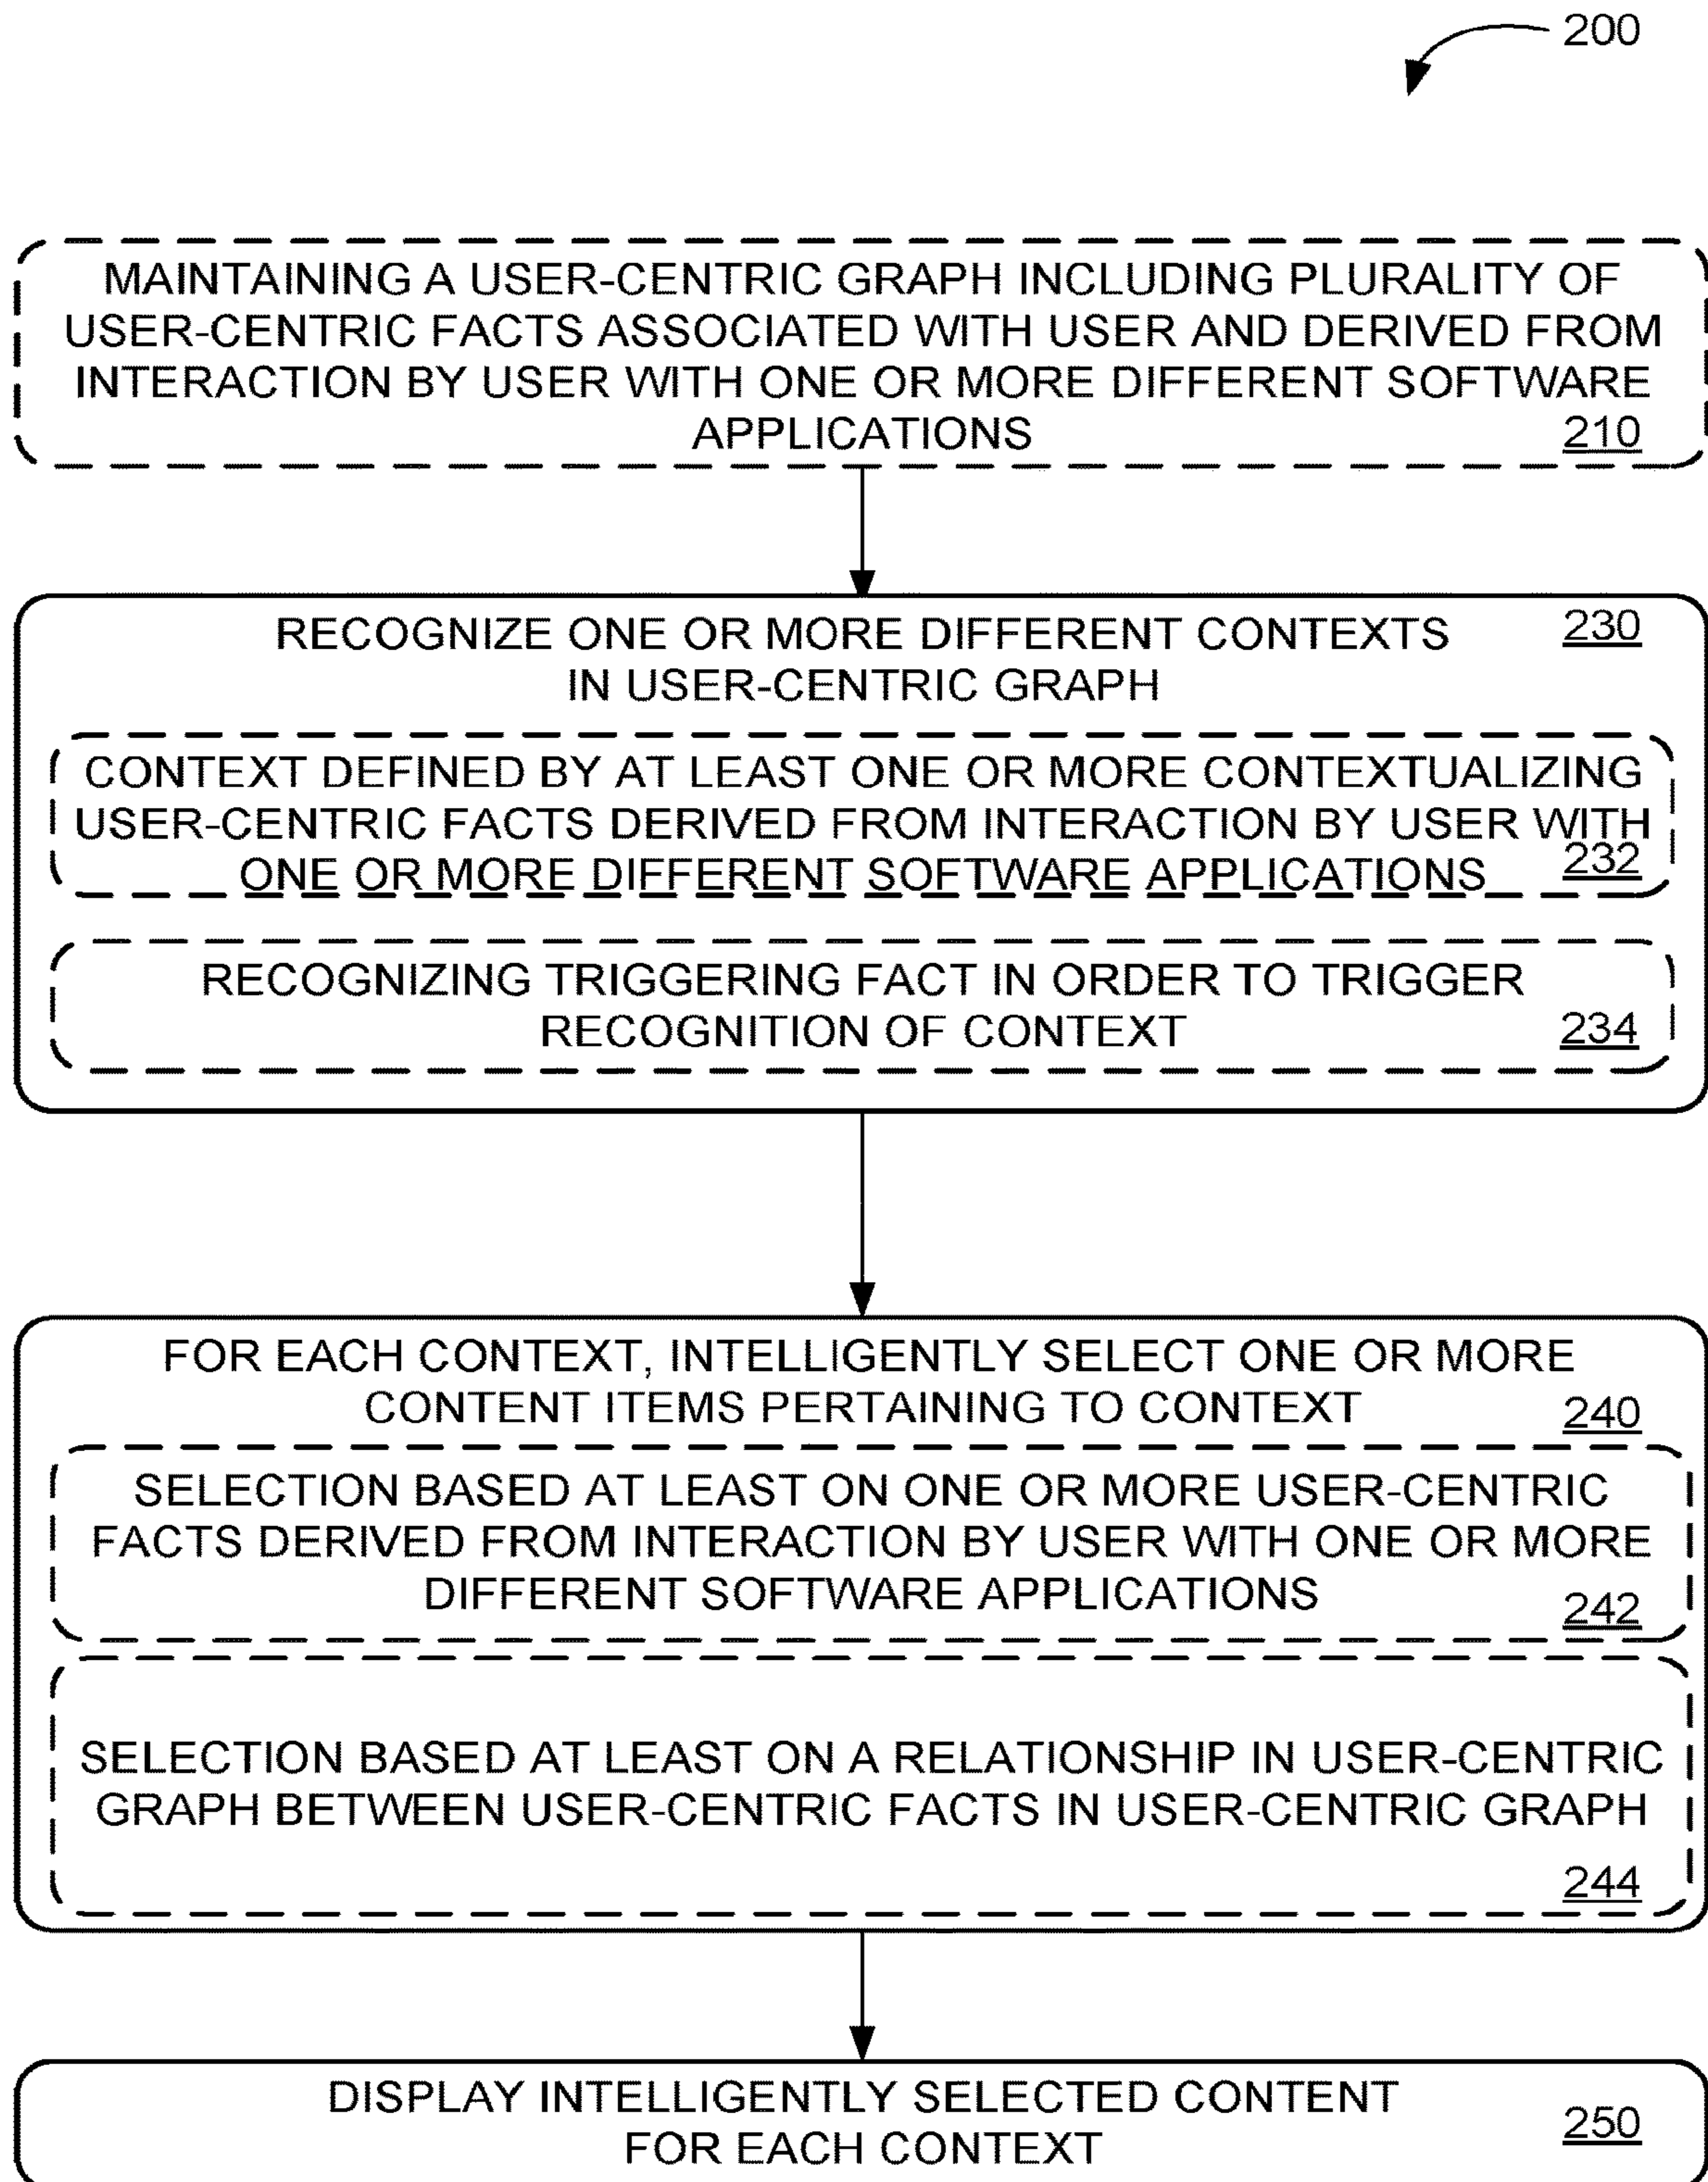 200
MAINTAINING A USER-CENTRIC GRAPH INCLUDING PLURALITY OF
USER-CENTRIC FACTS ASSOCIATED WITH USER AND DERIVED FROM
INTERACTION BY USER WITH ONE OR MORE DIFFERENT SOFTWARE
APPLICATIONS 210
RECOGNIZE ONE OR MORE DIFFERENT CONTEXTS 230
IN USER-CENTRIC GRAPH
CONTEXT DEFINED BY AT LEAST ONE OR MORE CONTEXTUALIZING
USER-CENTRIC FACTS DERIVED FROM INTERACTION BY USER WITH
ONE OR MORE DIFFERENT SOFTWARE APPLICATIONS 232
RECOGNIZING TRIGGERING FACT IN ORDER TO TRIGGER
RECOGNITION OF CONTEXT 234
FOR EACH CONTEXT, INTELLIGENTLY SELECT ONE OR MORE
CONTENT ITEMS PERTAINING TO CONTEXT 240
SELECTION BASED AT LEAST ON ONE OR MORE USER-CENTRIC
FACTS DERIVED FROM INTERACTION BY USER WITH ONE OR MORE
DIFFERENT SOFTWARE APPLICATIONS 242
SELECTION BASED AT LEAST ON A RELATIONSHIP IN USER-CENTRIC
GRAPH BETWEEN USER-CENTRIC FACTS IN USER-CENTRIC GRAPH
244
DISPLAY INTELLIGENTLY SELECTED CONTENT
FOR EACH CONTEXT 250